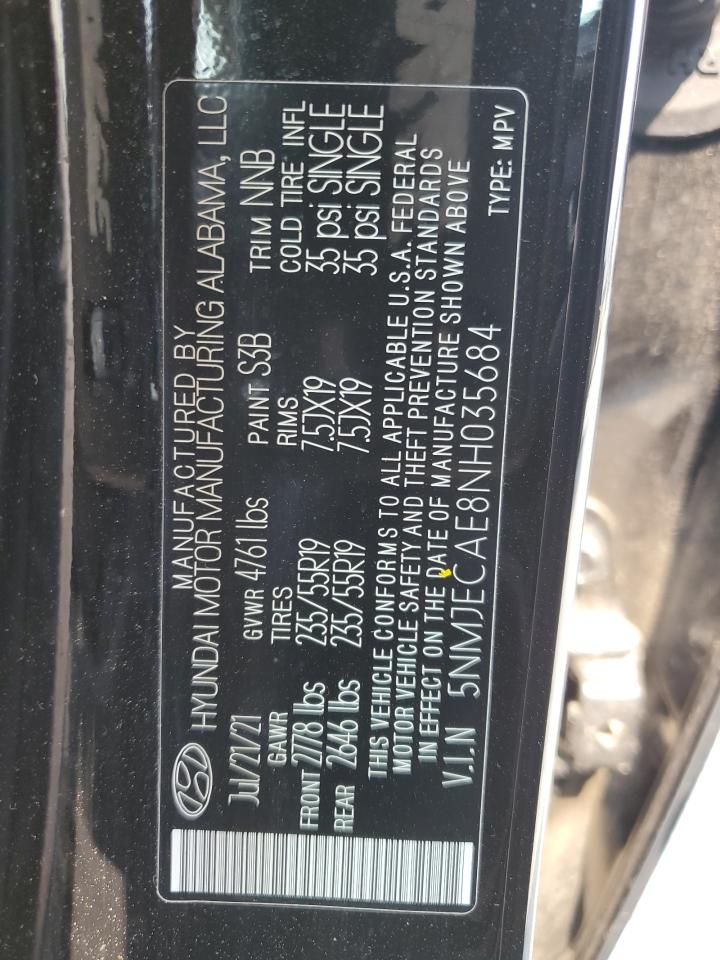 MANUFACTURED BY
HYUNDAI MOTOR MANUFACTURING ALABAMA, LLC
Jul/21/21 GVWR 4761 lbs PAINT S3B TRIM NNB
GAWR TIRES RIMS COLD TIRE INFL
FRONT 2778 lbs 235/55R19 7.5JX19 35 psi SINGLE
REAR 2646 lbs 235/55R19 7.5JX19 35 psi SINGLE
THIS VEHICLE CONFORMS TO ALL APPLICABLE U.S.A. FEDERAL
MOTOR VEHICLE SAFETY AND THEFT PREVENTION STANDARDS
IN EFFECT ON THE DATE OF MANUFACTURE SHOWN ABOVE
V.I.N 5NMJECAE8NH035684 TYPE: MPV